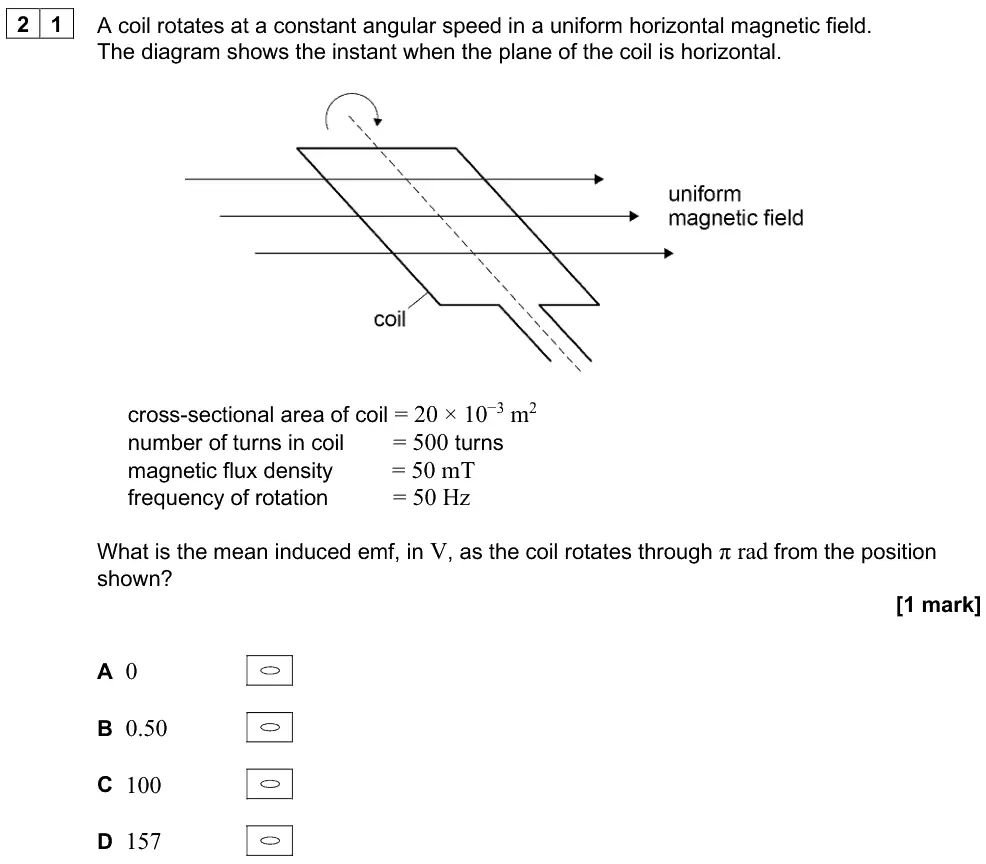 2 1 A coil rotates at a constant angular speed in a uniform horizontal magnetic field.
The diagram shows the instant when the plane of the coil is horizontal.
uniform
magnetic field
coil
cross-sectional area of coil = 20 × 10⁻³ m²
number of turns in coil = 500 turns
magnetic flux density = 50 mT
frequency of rotation = 50 Hz
What is the mean induced emf, in V, as the coil rotates through π rad from the position
shown?
[1 mark]
A 0
B 0.50
C 100
D 157